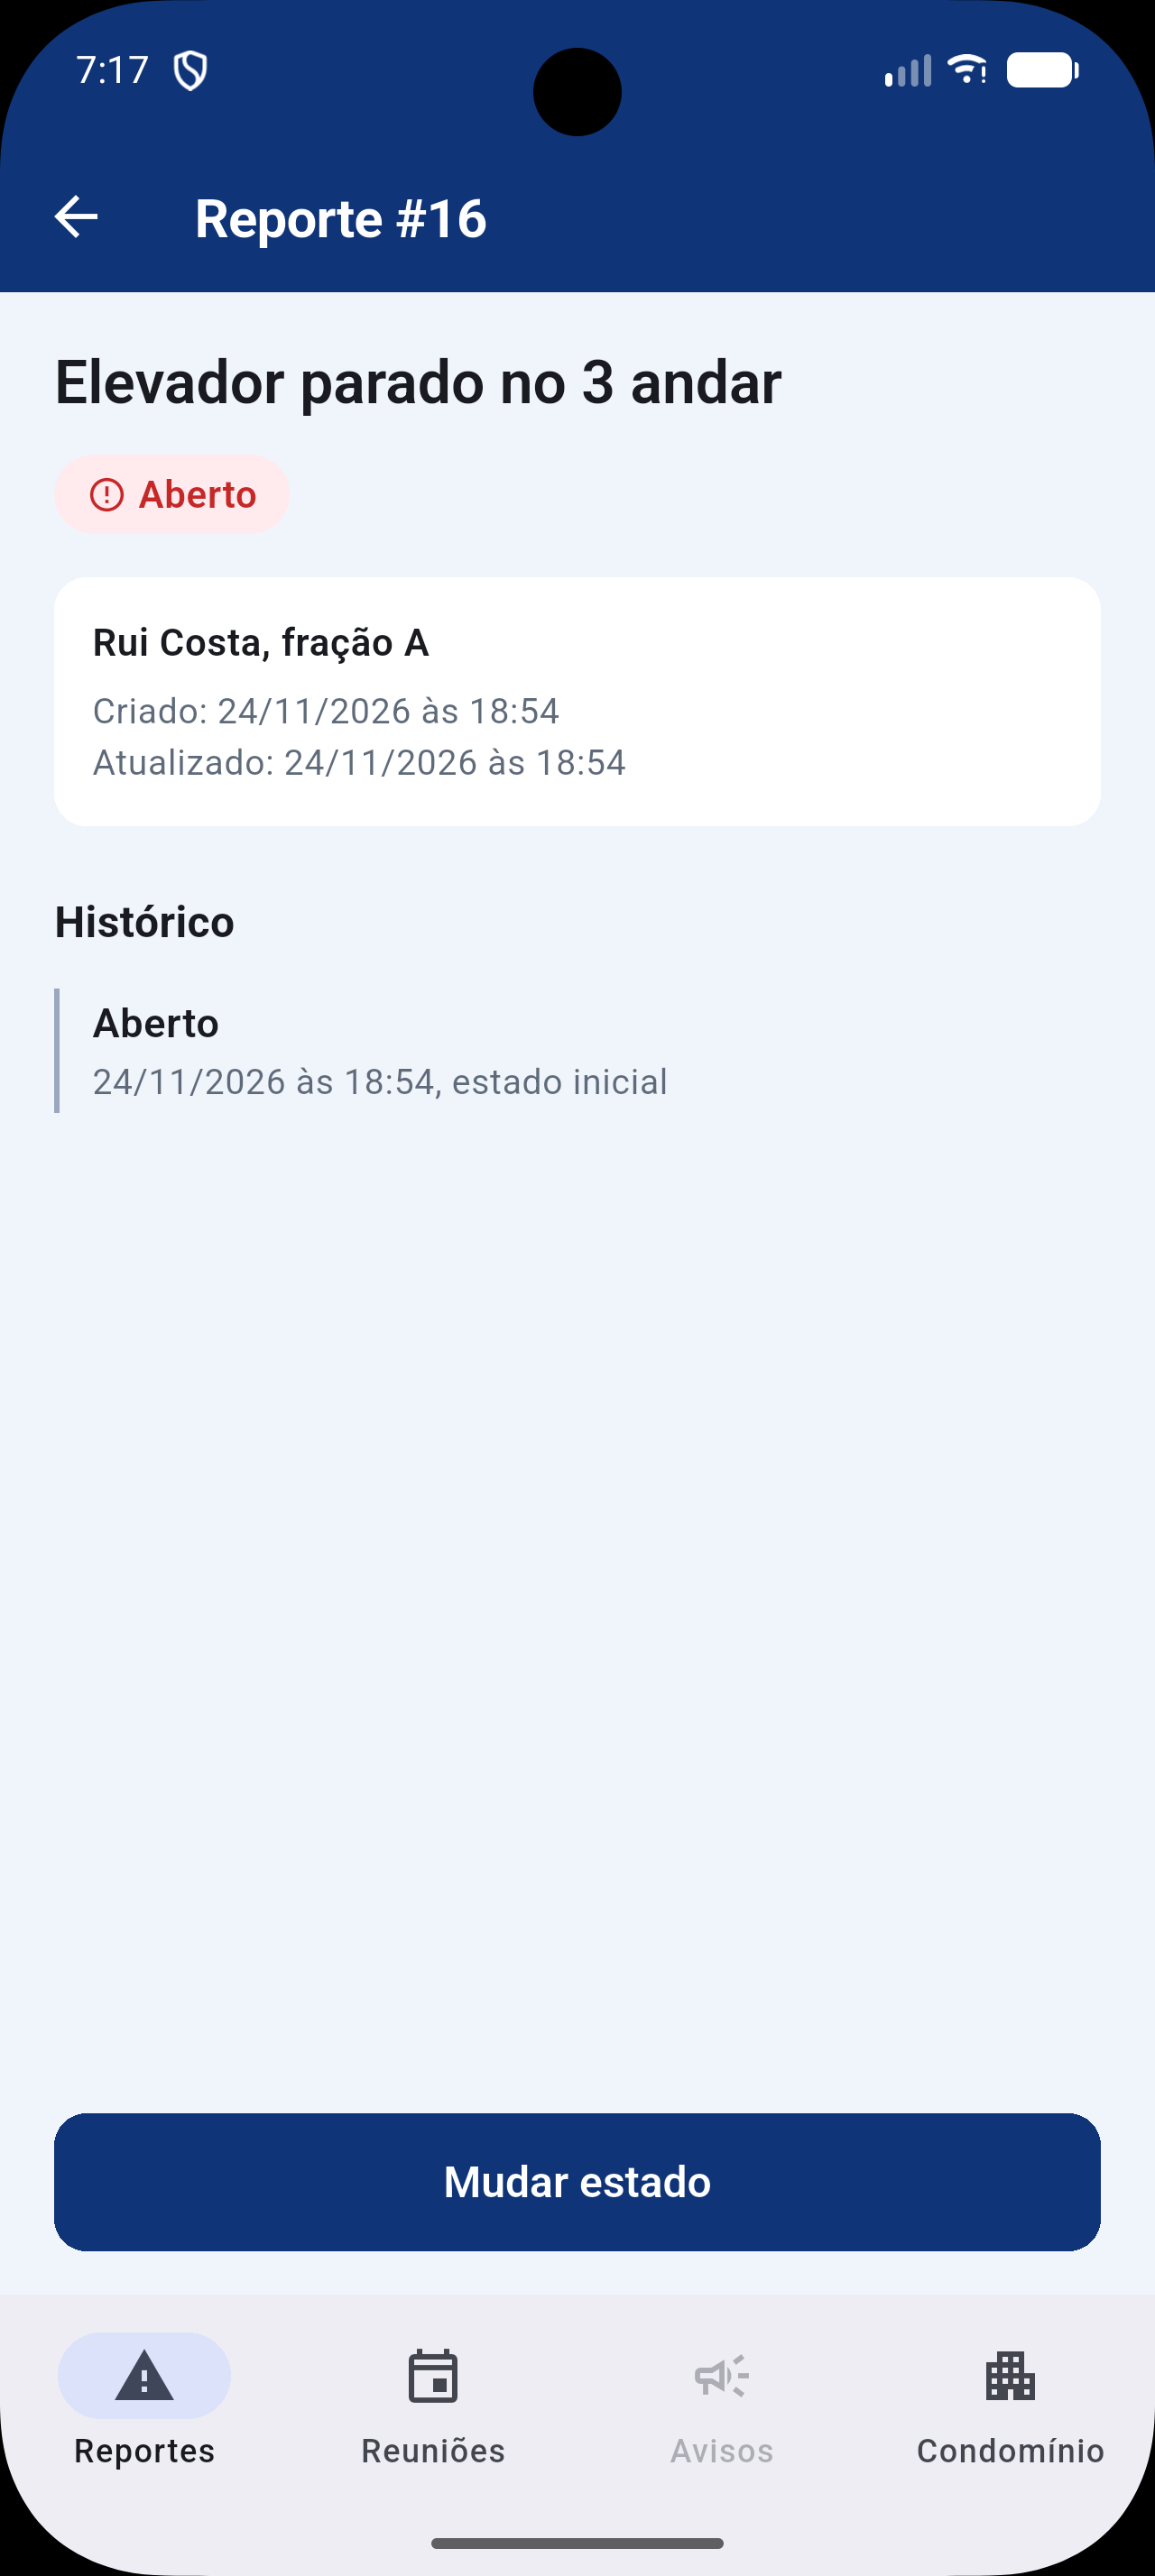 7:17
Reporte #16
Elevador parado no 3 andar
Aberto
Rui Costa, fração A
Criado: 24/11/2026 às 18:54
Atualizado: 24/11/2026 às 18:54
Histórico
Aberto
24/11/2026 às 18:54, estado inicial
Mudar estado
Reportes
Reuniões
Avisos
Condomínio